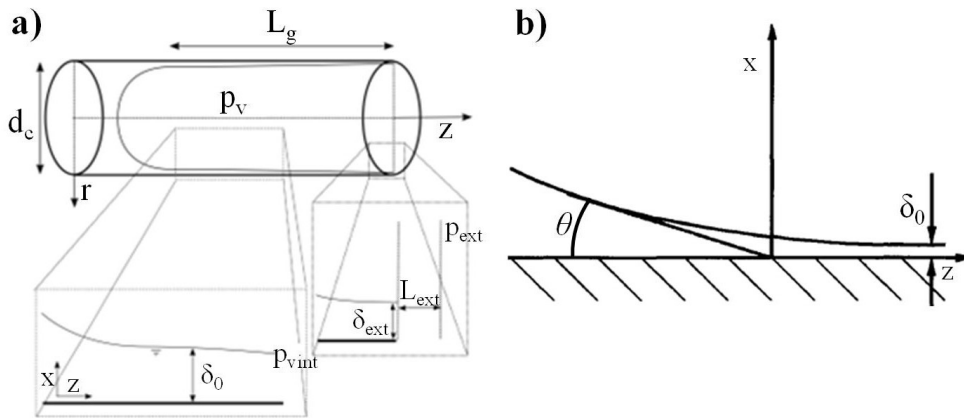 a)
L_g
d_c
p_v
z
r
p_ext
L_ext
δ_ext
p_vint
δ_0
x
z
b)
x
θ
δ_0
z